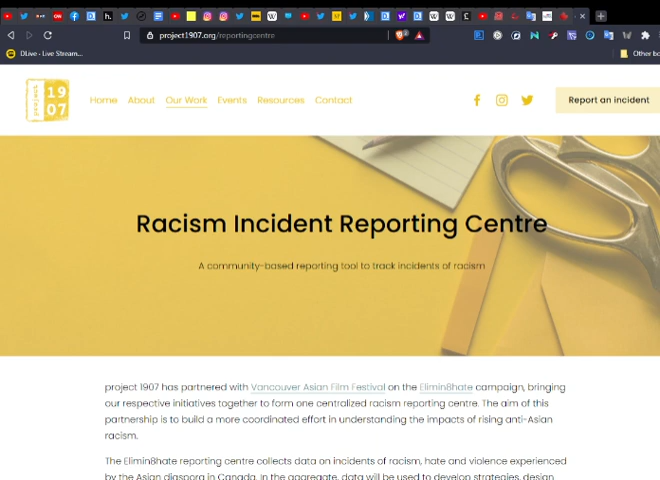 project1907.org/reportingcentre
DLive · Live Stream...
Other bo
project
19
07
Home About Our Work Events Resources Contact
Report an incident
Racism Incident Reporting Centre
A community-based reporting tool to track incidents of racism
project 1907 has partnered with Vancouver Asian Film Festival on the Elimin8hate campaign, bringing
our respective initiatives together to form one centralized racism reporting centre. The aim of this
partnership is to build a more coordinated effort in understanding the impacts of rising anti-Asian
racism.
The Elimin8hate reporting centre collects data on incidents of racism, hate and violence experienced
by the Asian diaspora in Canada. In the aggregate, data will be used to develop strategies, design